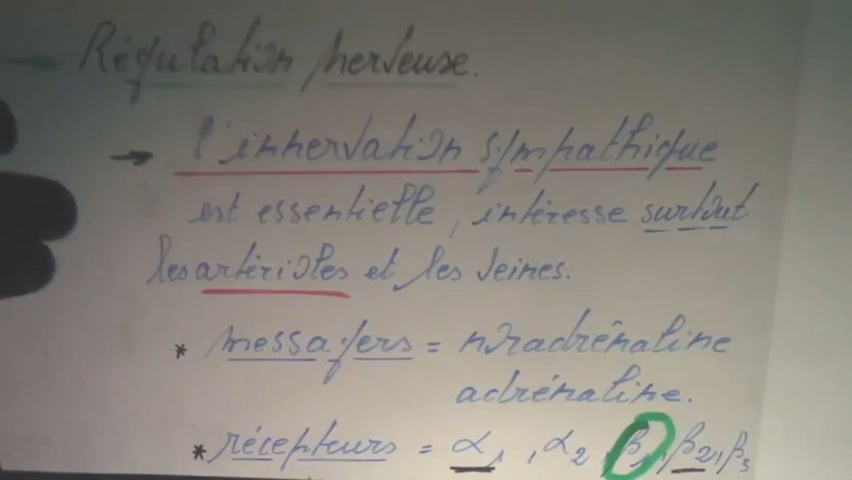 Régulation nerveuse.
l'innervation sympathique
est essentielle, intéresse surtout
les artérioles et les veines.
* messagers = noradrénaline
adrénaline.
* récepteurs = α1, α2, β1, β2, β3